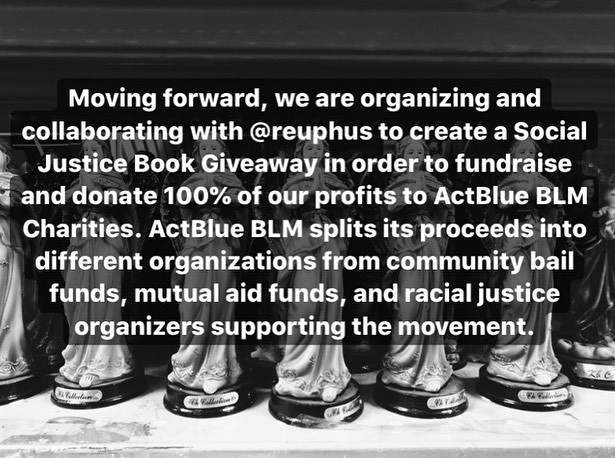 Moving forward, we are organizing and
collaborating with @reuphus to create a Social
Justice Book Giveaway in order to fundraise
and donate 100% of our profits to ActBlue BLM
Charities. ActBlue BLM splits its proceeds into
different organizations from community bail
funds, mutual aid funds, and racial justice
organizers supporting the movement.